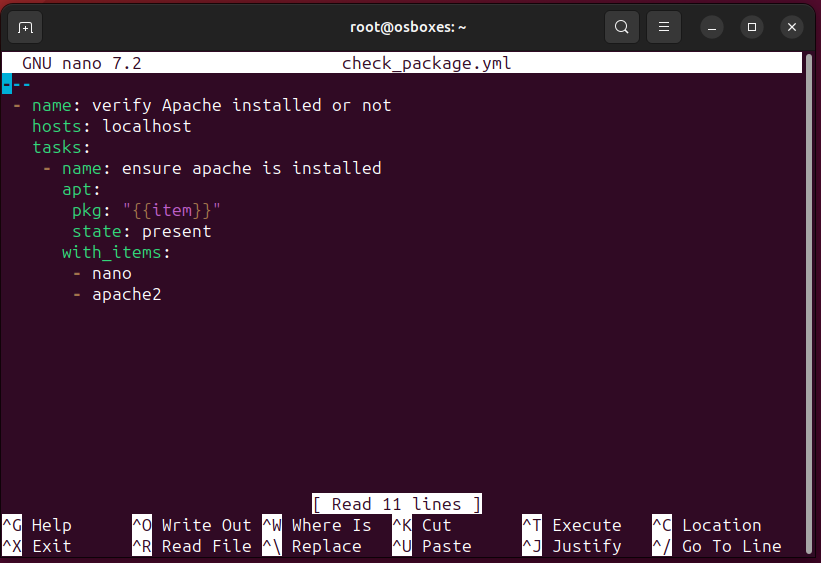 root@osboxes: ~
GNU nano 7.2 check_package.yml
---
- name: verify Apache installed or not
hosts: localhost
tasks:
- name: ensure apache is installed
apt:
pkg: "{{item}}"
state: present
with_items:
- nano
- apache2
[ Read 11 lines ]
^G Help ^O Write Out ^W Where Is ^K Cut ^T Execute ^C Location
^X Exit ^R Read File ^\ Replace ^U Paste ^J Justify ^/ Go To Line